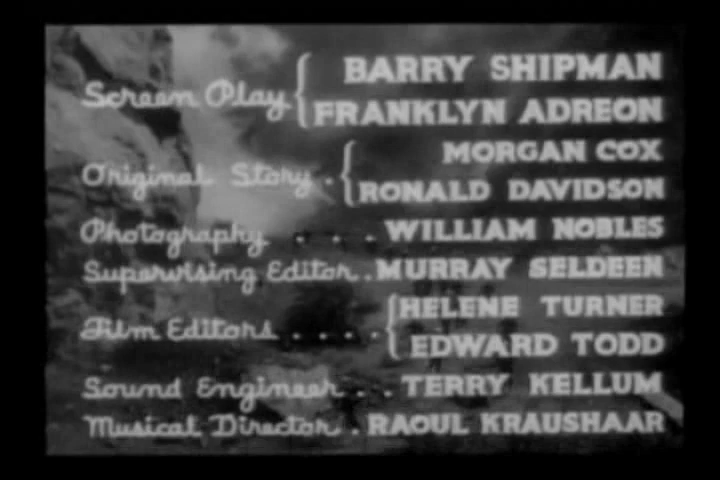 Screen Play { BARRY SHIPMAN
FRANKLYN ADREON
Original Story . { MORGAN COX
RONALD DAVIDSON
Photography . . . . WILLIAM NOBLES
Supervising Editor . MURRAY SELDEEN
Film Editors . . . . { HELENE TURNER
EDWARD TODD
Sound Engineer . . TERRY KELLUM
Musical Director . RAOUL KRAUSHAAR